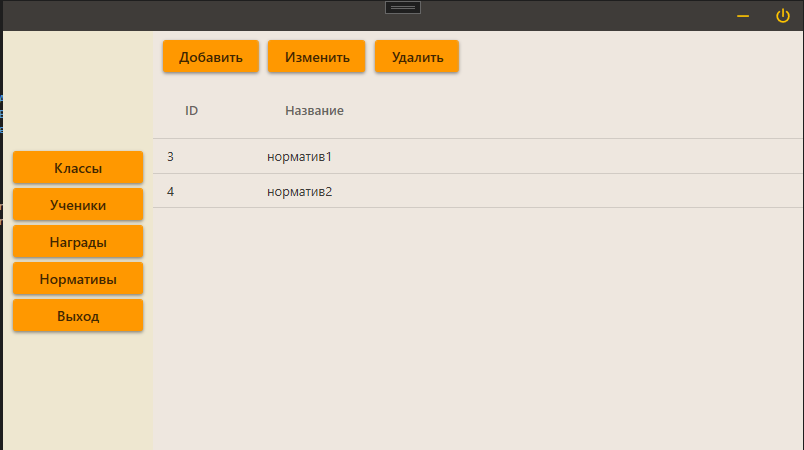 Добавить Изменить Удалить
ID Название
3 норматив1
4 норматив2
Классы
Ученики
Награды
Нормативы
Выход